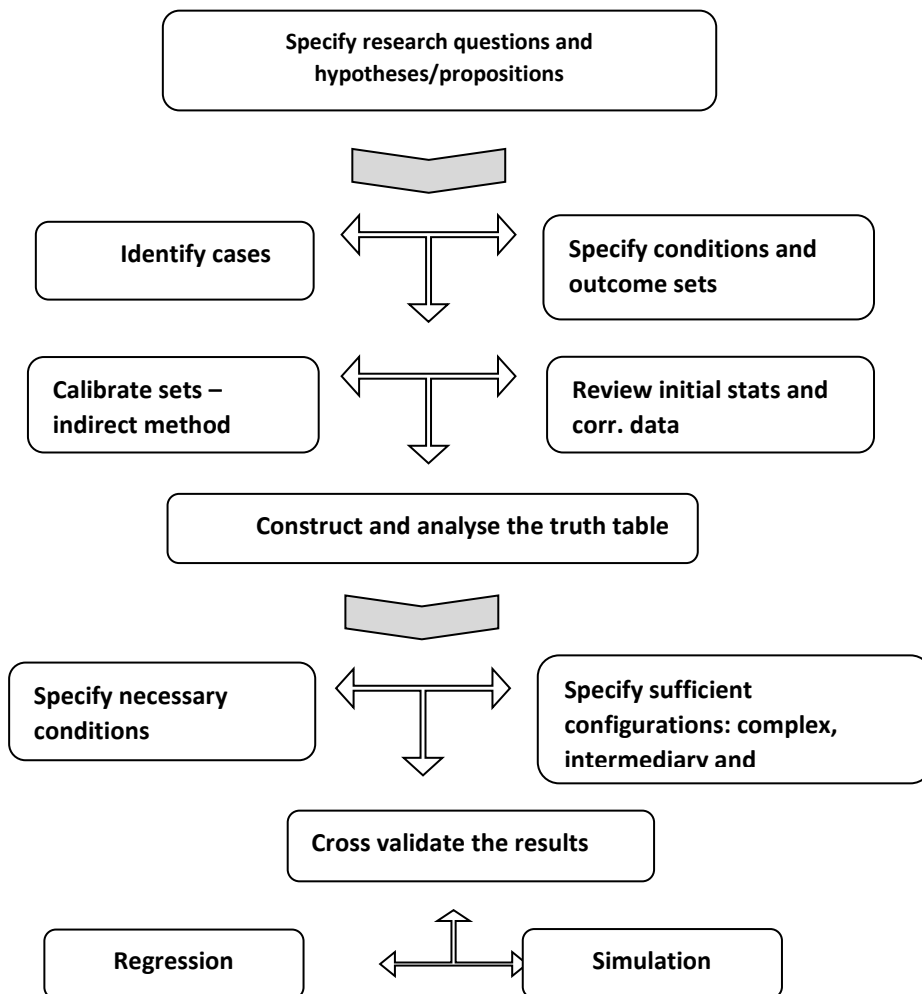 Specify research questions and
hypotheses/propositions
Identify cases
Specify conditions and
outcome sets
Calibrate sets – 
indirect method
Review initial stats and
corr. data
Construct and analyse the truth table
Specify necessary
conditions
Specify sufficient
configurations: complex,
intermediary and
Cross validate the results
Regression
Simulation